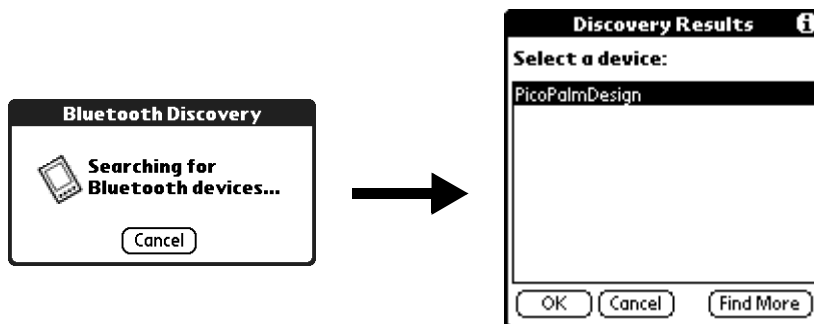 Bluetooth Discovery
Searching for
Bluetooth devices...
Cancel
Discovery Results
Select a device:
PicoPalmDesign
OK Cancel Find More